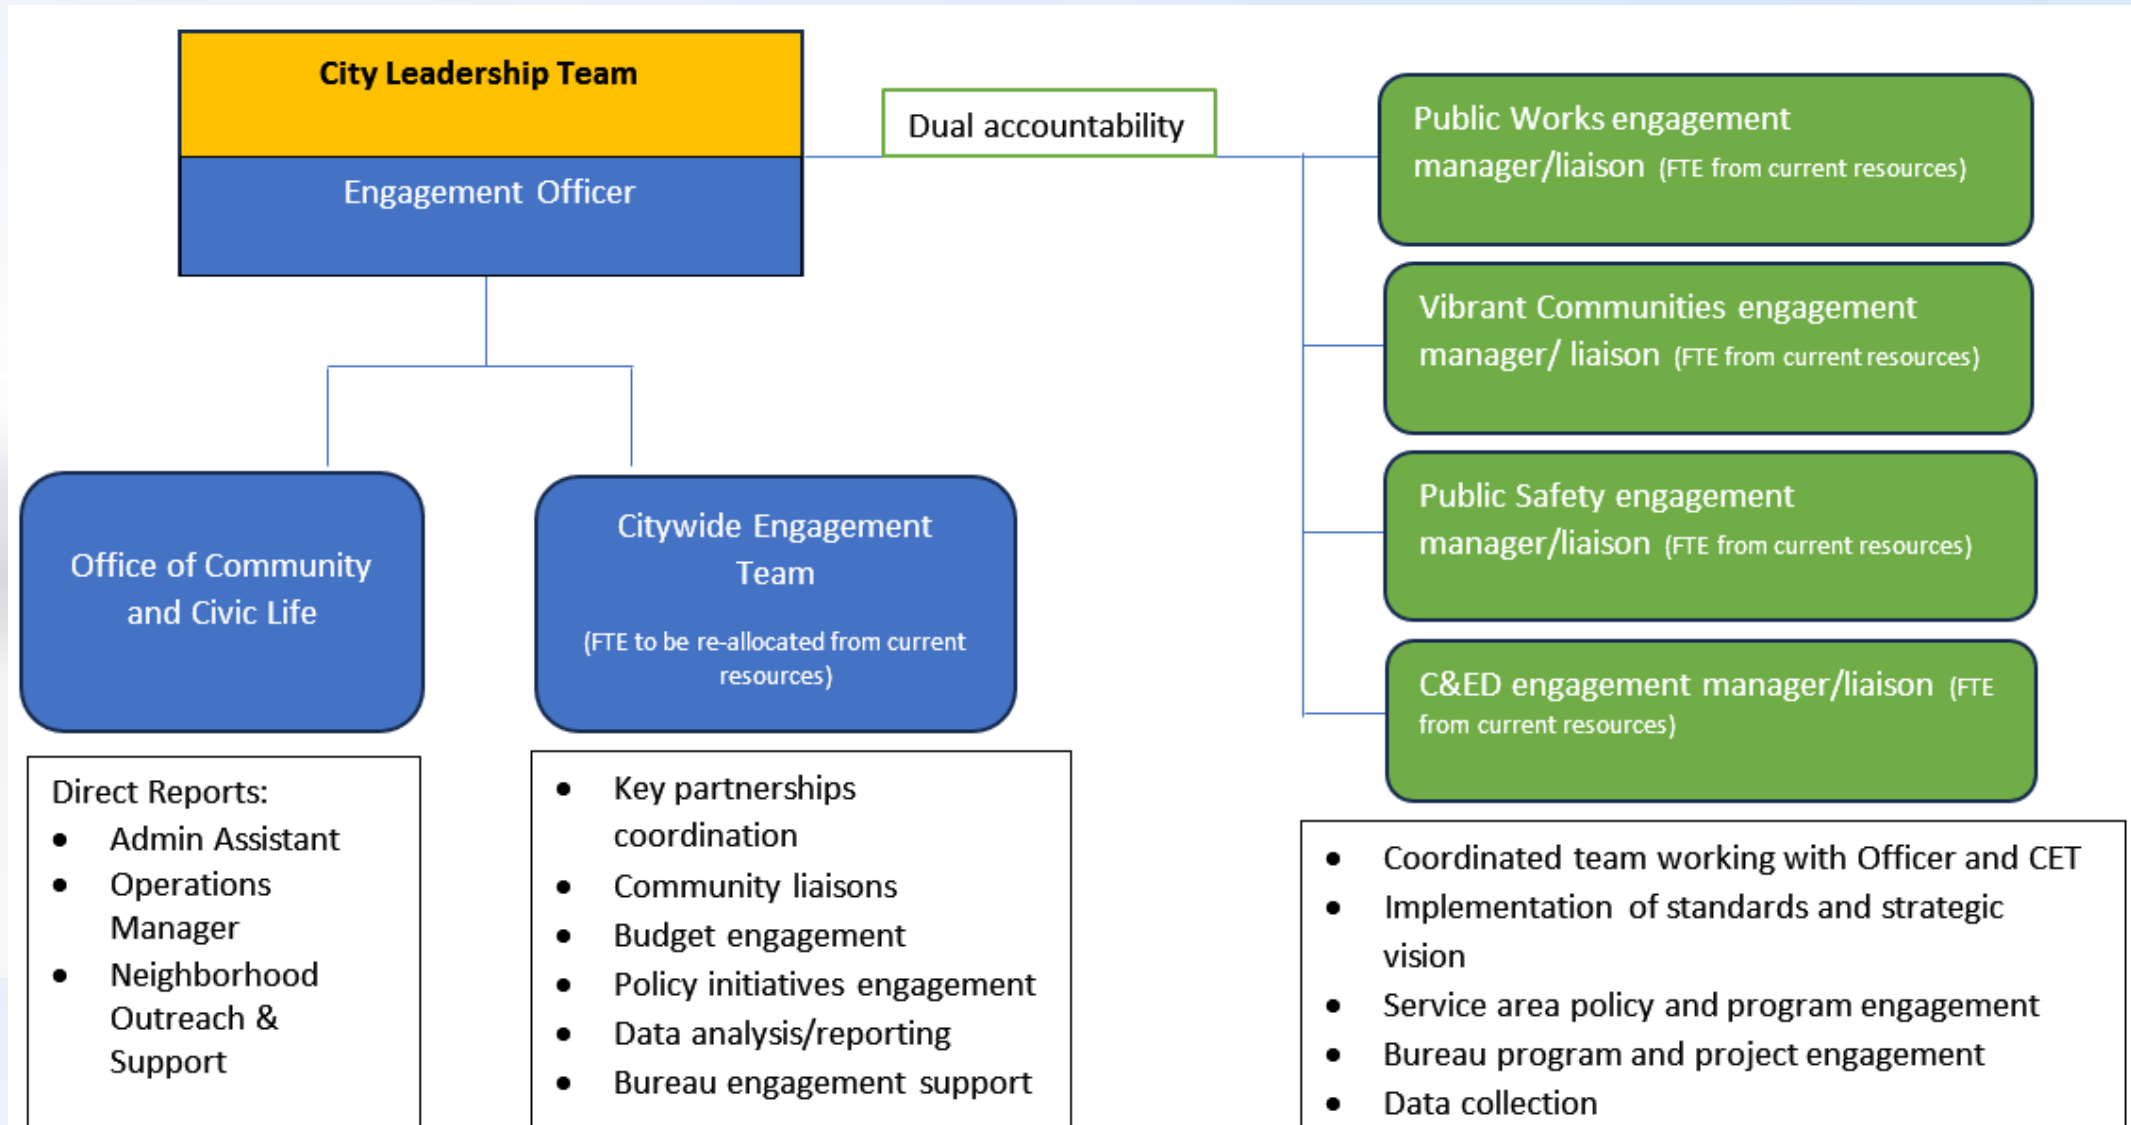 City Leadership Team
Engagement Officer
Dual accountability
Public Works engagement
manager/liaison (FTE from current resources)
Vibrant Communities engagement
manager/ liaison (FTE from current resources)
Public Safety engagement
manager/liaison (FTE from current resources)
C&ED engagement manager/liaison (FTE
from current resources)
Office of Community
and Civic Life
Citywide Engagement
Team
(FTE to be re-allocated from current
resources)
Direct Reports:
• Admin Assistant
• Operations
Manager
• Neighborhood
Outreach &
Support
• Key partnerships
coordination
• Community liaisons
• Budget engagement
• Policy initiatives engagement
• Data analysis/reporting
• Bureau engagement support
• Coordinated team working with Officer and CET
• Implementation of standards and strategic
vision
• Service area policy and program engagement
• Bureau program and project engagement
• Data collection